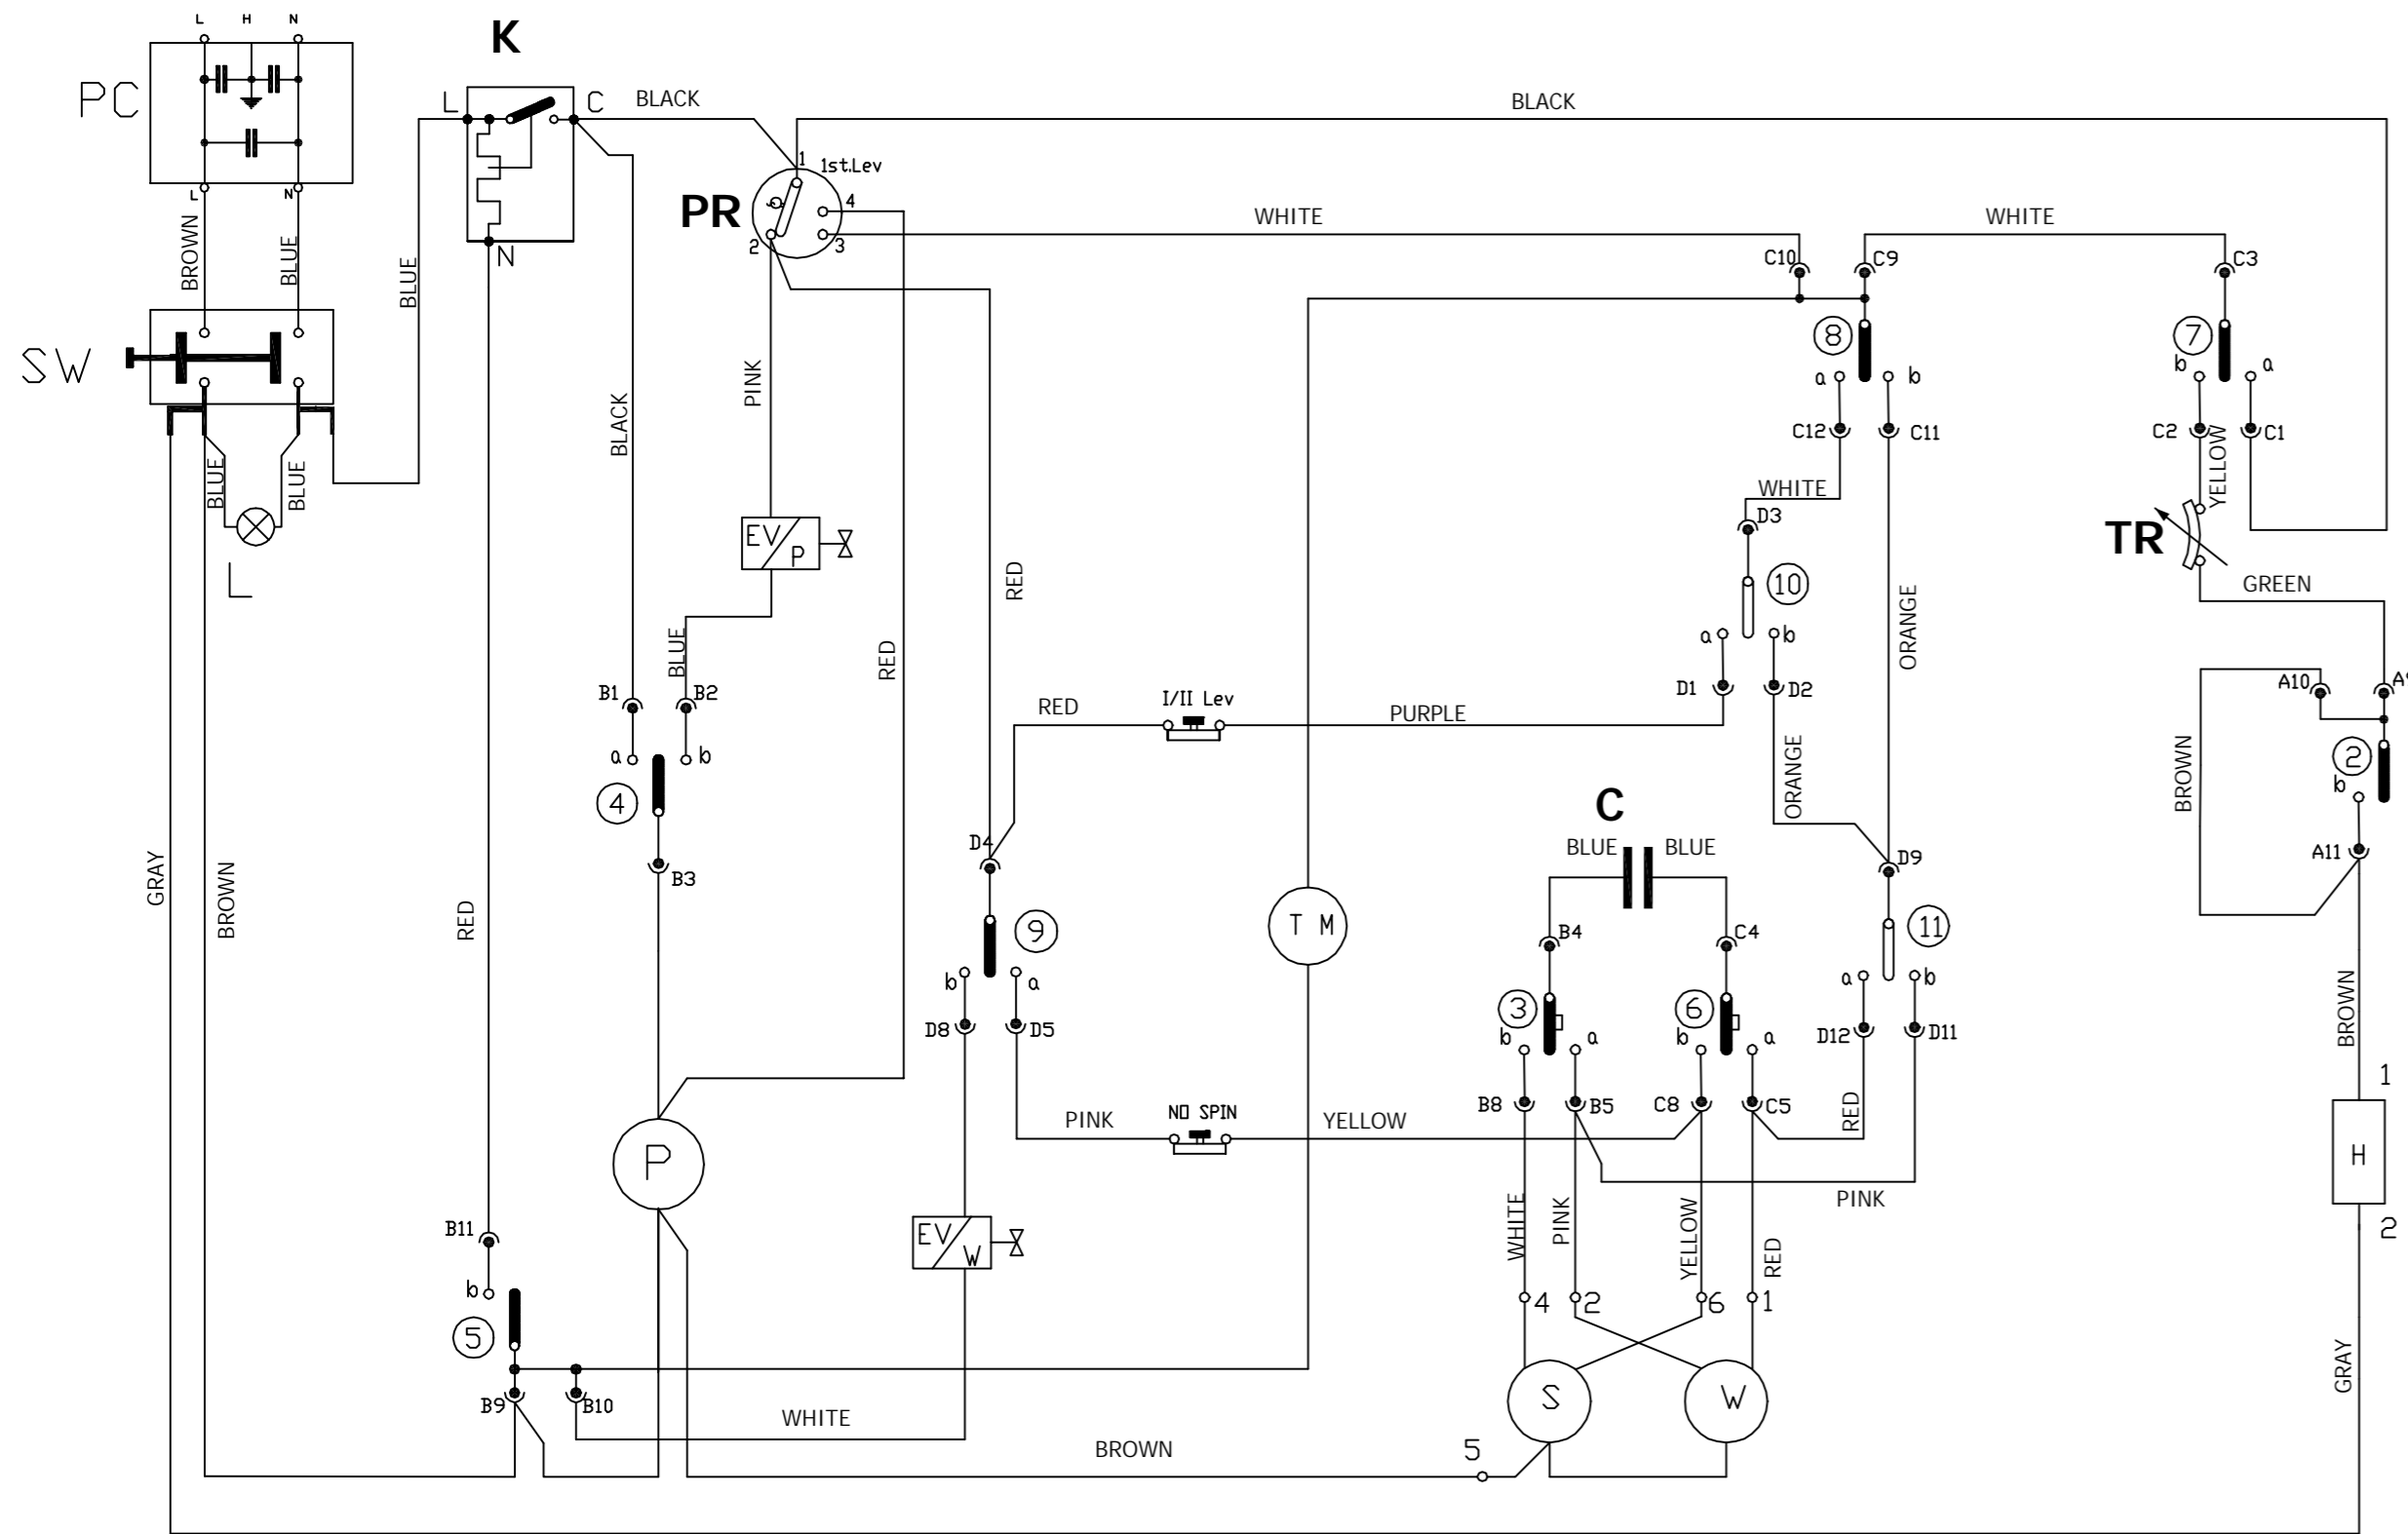 L H N
K
PC
L C BLACK BLACK
1 1st.Lev
PR 4
L N
N 2 3
WHITE WHITE
BROWN BLUE BLUE
C10 C9 C3
SW
8 7
a b b a
PINK
BLACK
C12 C11 C2 YELLOW C1
BLUE BLUE
WHITE
D3
TR
EV P
L
RED
10
GREEN
ORANGE
a b
BLUE RED
B1 B2 I/II Lev D1 D2 A10
RED PURPLE
a b
ORANGE BROWN 2
b
4
C
D4 BLUE BLUE D9 A11
GRAY BROWN RED
B3
TM
9 B4 C4 11
b a a b
3 6
b a b a
BROWN
D8 D5 D12 D11
1
B8 B5 C8 C5
NO SPIN
PINK YELLOW RED
P H
PINK
2
B11 EV W
WHITE PINK YELLOW RED
b
4 2 6 1
5
GRAY
S W
B9 B10
WHITE
BROWN 5